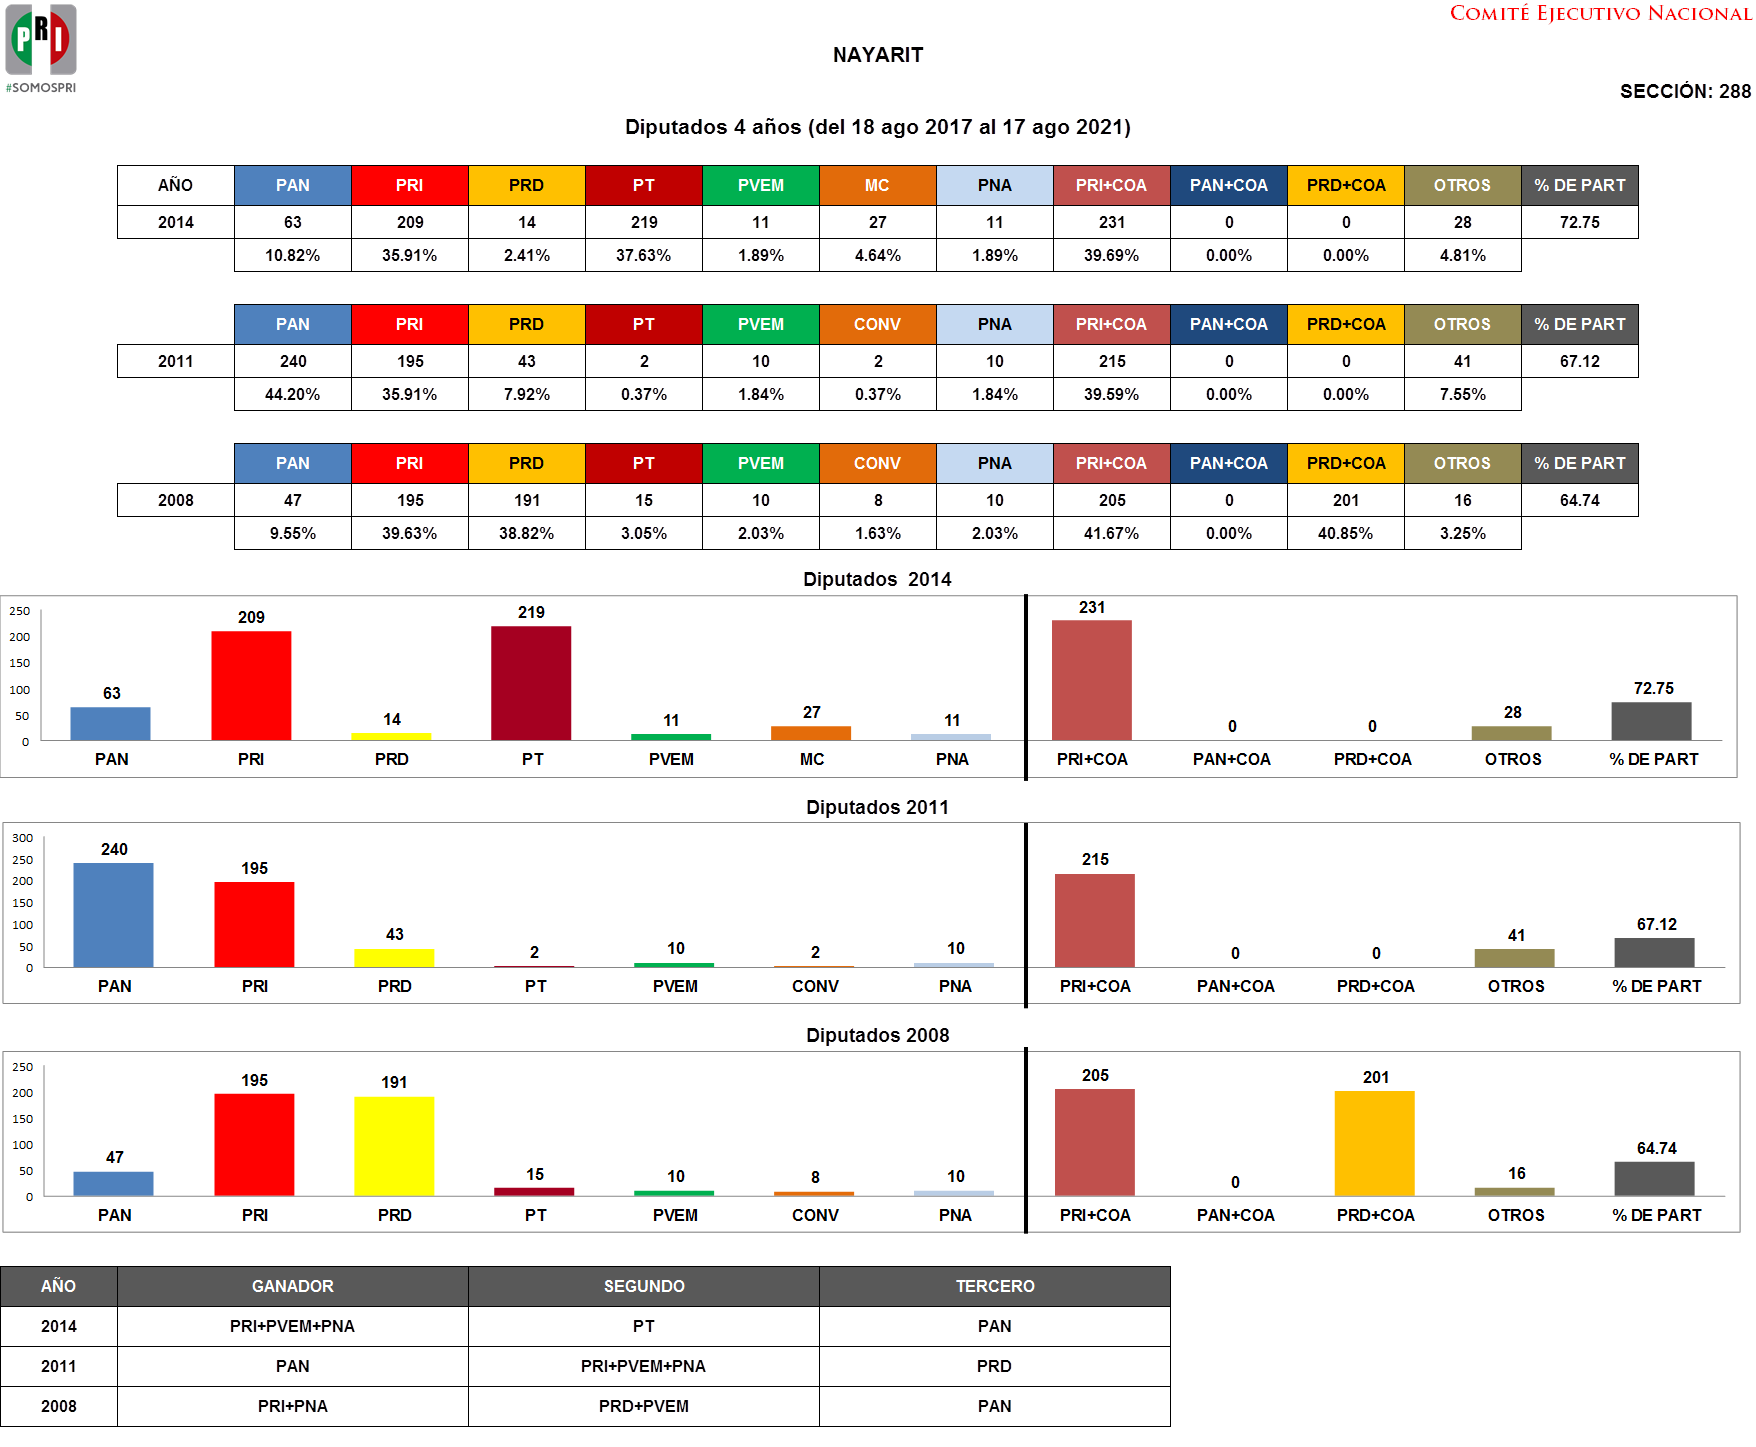 PRI
#SOMOSPRI
COMITÉ EJECUTIVO NACIONAL
NAYARIT
SECCIÓN: 288
Diputados 4 años (del 18 ago 2017 al 17 ago 2021)
AÑO PAN PRI PRD PT PVEM MC PNA PRI+COA PAN+COA PRD+COA OTROS % DE PART
2014 63 209 14 219 11 27 11 231 0 0 28 72.75
10.82% 35.91% 2.41% 37.63% 1.89% 4.64% 1.89% 39.69% 0.00% 0.00% 4.81%
PAN PRI PRD PT PVEM CONV PNA PRI+COA PAN+COA PRD+COA OTROS % DE PART
2011 240 195 43 2 10 2 10 215 0 0 41 67.12
44.20% 35.91% 7.92% 0.37% 1.84% 0.37% 1.84% 39.59% 0.00% 0.00% 7.55%
PAN PRI PRD PT PVEM CONV PNA PRI+COA PAN+COA PRD+COA OTROS % DE PART
2008 47 195 191 15 10 8 10 205 0 201 16 64.74
9.55% 39.63% 38.82% 3.05% 2.03% 1.63% 2.03% 41.67% 0.00% 40.85% 3.25%
Diputados 2014
250
200
150
100
50
0
63 209 14 219 11 27 11 231 0 0 28 72.75
PAN PRI PRD PT PVEM MC PNA PRI+COA PAN+COA PRD+COA OTROS % DE PART
Diputados 2011
300
250
200
150
100
50
0
240 195 43 2 10 2 10 215 0 0 41 67.12
PAN PRI PRD PT PVEM CONV PNA PRI+COA PAN+COA PRD+COA OTROS % DE PART
Diputados 2008
250
200
150
100
50
0
47 195 191 15 10 8 10 205 0 201 16 64.74
PAN PRI PRD PT PVEM CONV PNA PRI+COA PAN+COA PRD+COA OTROS % DE PART
AÑO GANADOR SEGUNDO TERCERO
2014 PRI+PVEM+PNA PT PAN
2011 PAN PRI+PVEM+PNA PRD
2008 PRI+PNA PRD+PVEM PAN